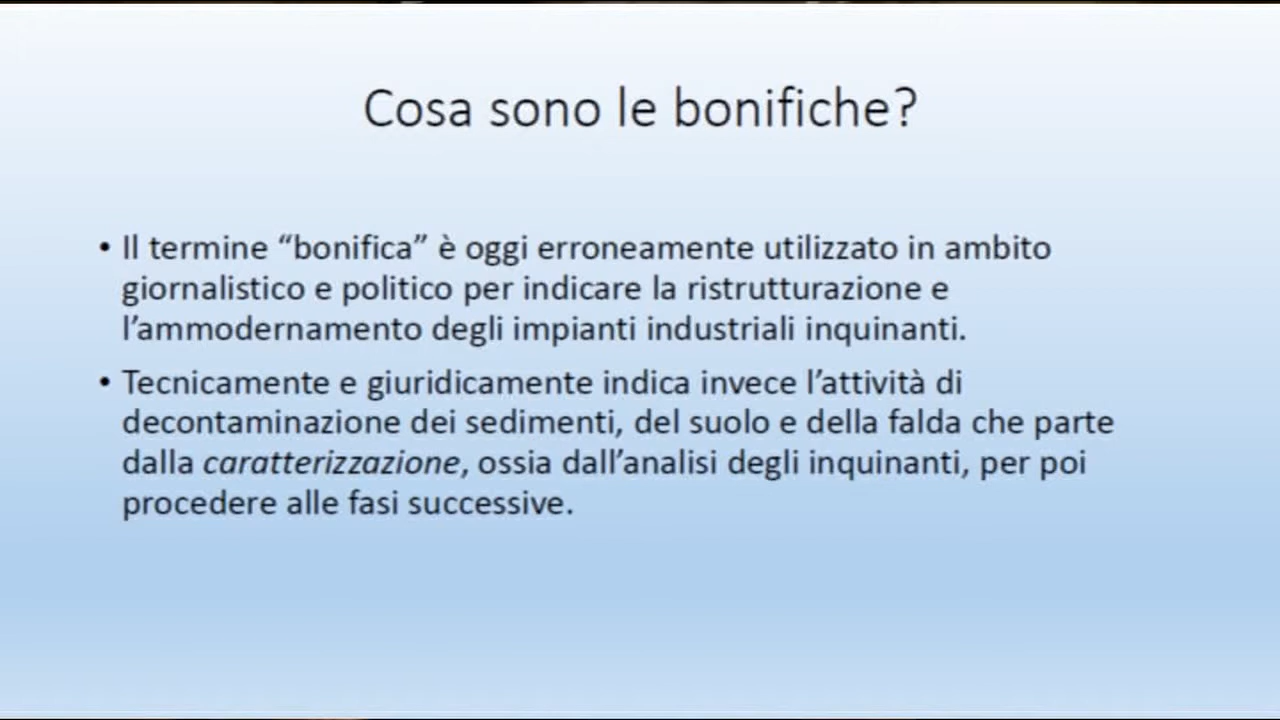 Cosa sono le bonifiche?
• Il termine “bonifica” è oggi erroneamente utilizzato in ambito
giornalistico e politico per indicare la ristrutturazione e
l’ammodernamento degli impianti industriali inquinanti.
• Tecnicamente e giuridicamente indica invece l’attività di
decontaminazione dei sedimenti, del suolo e della falda che parte
dalla caratterizzazione, ossia dall’analisi degli inquinanti, per poi
procedere alle fasi successive.